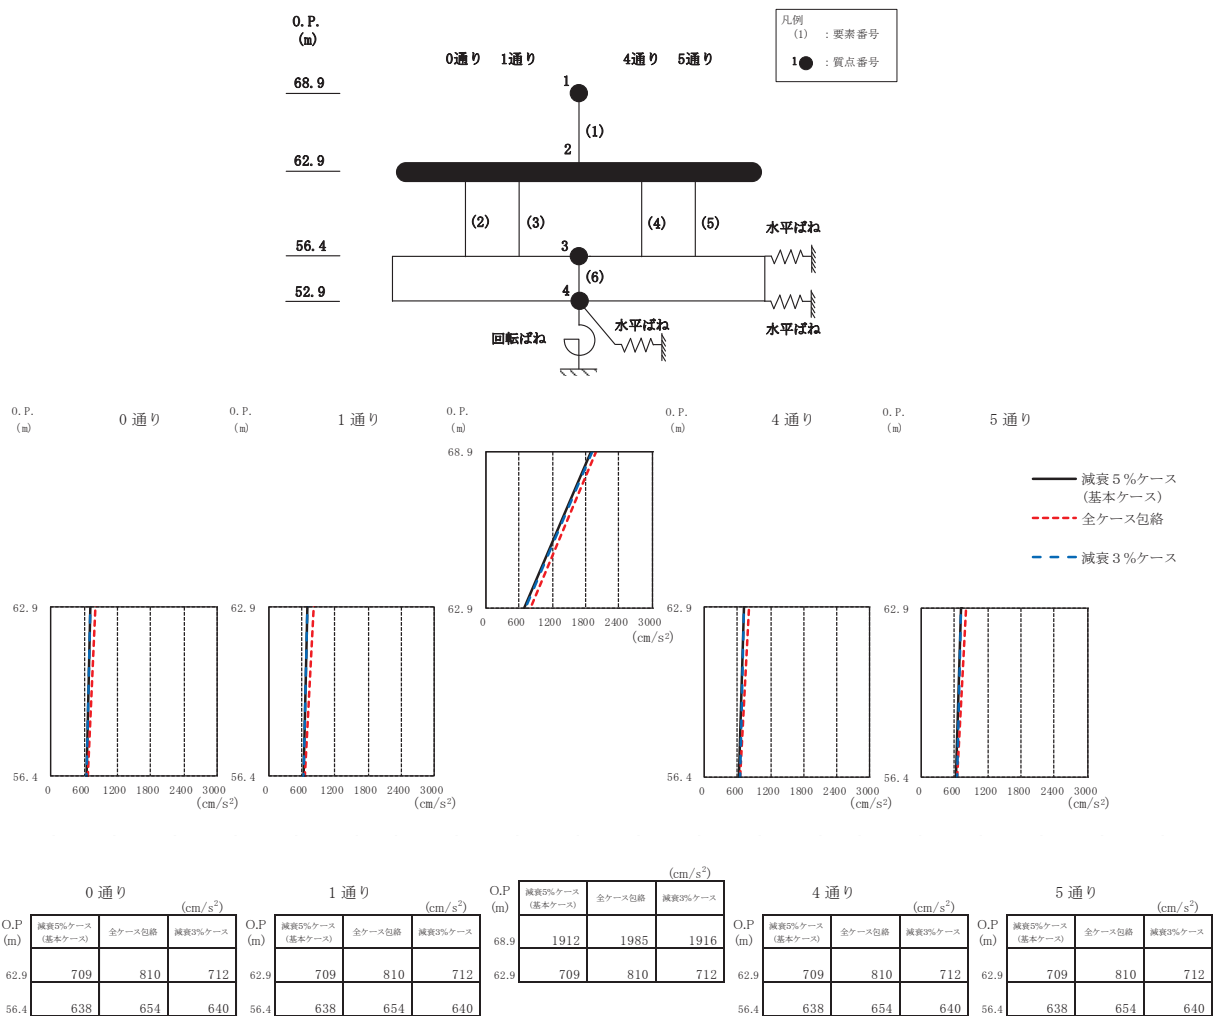 O.P.
(m)
凡例
(1) : 要素番号
1 : 質点番号
0通り 1通り 4通り 5通り
68.9
1
(1)
2
62.9
(2) (3) (4) (5)
水平ばね
56.4
3
(6)
52.9
4
水平ばね
水平ばね
回転ばね
O.P.
(m)
0 通り
O.P.
(m)
1 通り
O.P.
(m)
O.P.
(m)
4 通り
O.P.
(m)
5 通り
68.9
62.9
0 600 1200 1800 2400 3000
(cm/s²)
減衰5%ケース
(基本ケース)
全ケース包絡
減衰3%ケース
62.9
56.4
0 600 1200 1800 2400 3000
(cm/s²)
62.9
56.4
0 600 1200 1800 2400 3000
(cm/s²)
62.9
56.4
0 600 1200 1800 2400 3000
(cm/s²)
62.9
56.4
0 600 1200 1800 2400 3000
(cm/s²)
0 通り
(cm/s²)
O.P
(m)
減衰5%ケース
(基本ケース)
全ケース包絡 減衰3%ケース
62.9 709 810 712
56.4 638 654 640
1 通り
(cm/s²)
O.P
(m)
減衰5%ケース
(基本ケース)
全ケース包絡 減衰3%ケース
62.9 709 810 712
56.4 638 654 640
(cm/s²)
O.P
(m)
減衰5%ケース
(基本ケース)
全ケース包絡 減衰3%ケース
68.9 1912 1985 1916
62.9 709 810 712
4 通り
(cm/s²)
O.P
(m)
減衰5%ケース
(基本ケース)
全ケース包絡 減衰3%ケース
62.9 709 810 712
56.4 638 654 640
5 通り
(cm/s²)
O.P
(m)
減衰5%ケース
(基本ケース)
全ケース包絡 減衰3%ケース
62.9 709 810 712
56.4 638 654 640